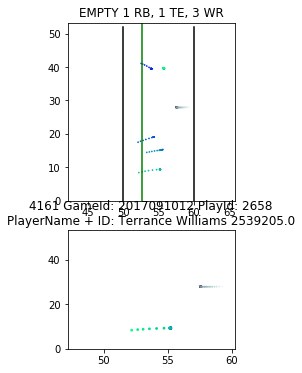 EMPTY 1 RB, 1 TE, 3 WR
50
40
30
20
10
0
45 50 55 60 65
4161 GameId: 2017091012 PlayId: 2658
PlayerName + ID: Terrance Williams 2539205.0
40
20
0
50 55 60